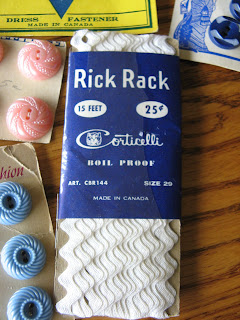 DRESS FASTENER
MADE IN CANADA
Rick Rack
15 FEET
25¢
Corticelli
BOIL PROOF
ART. CBR144
SIZE 29
MADE IN CANADA